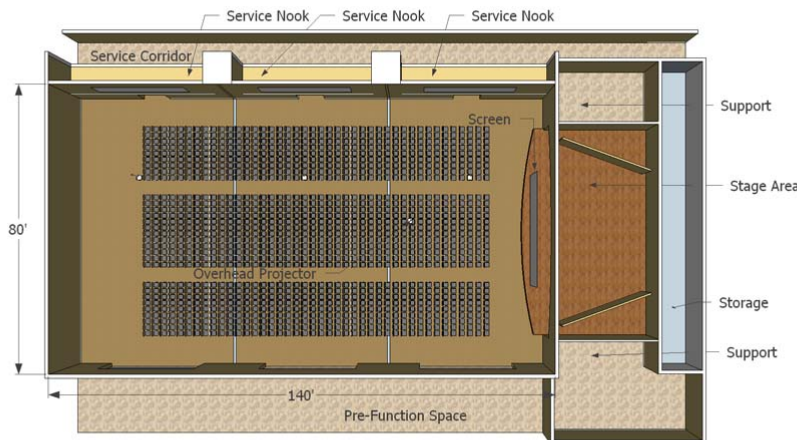 Service Nook
Service Nook
Service Nook
Service Corridor
Support
Screen
Stage Area
80'
Overhead Projector
Storage
Support
140'
Pre-Function Space